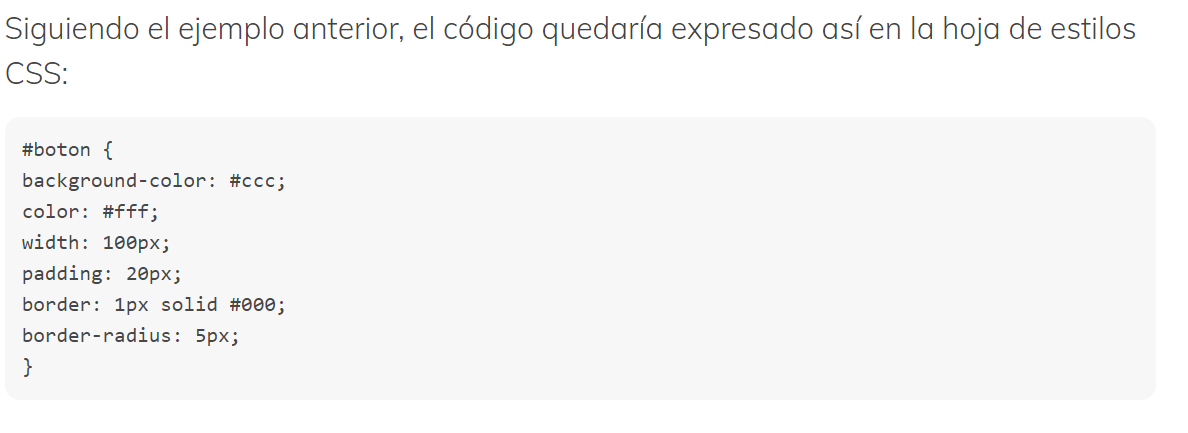 Siguiendo el ejemplo anterior, el código quedaría expresado así en la hoja de estilos
CSS:
#boton {
background-color: #ccc;
color: #fff;
width: 100px;
padding: 20px;
border: 1px solid #000;
border-radius: 5px;
}